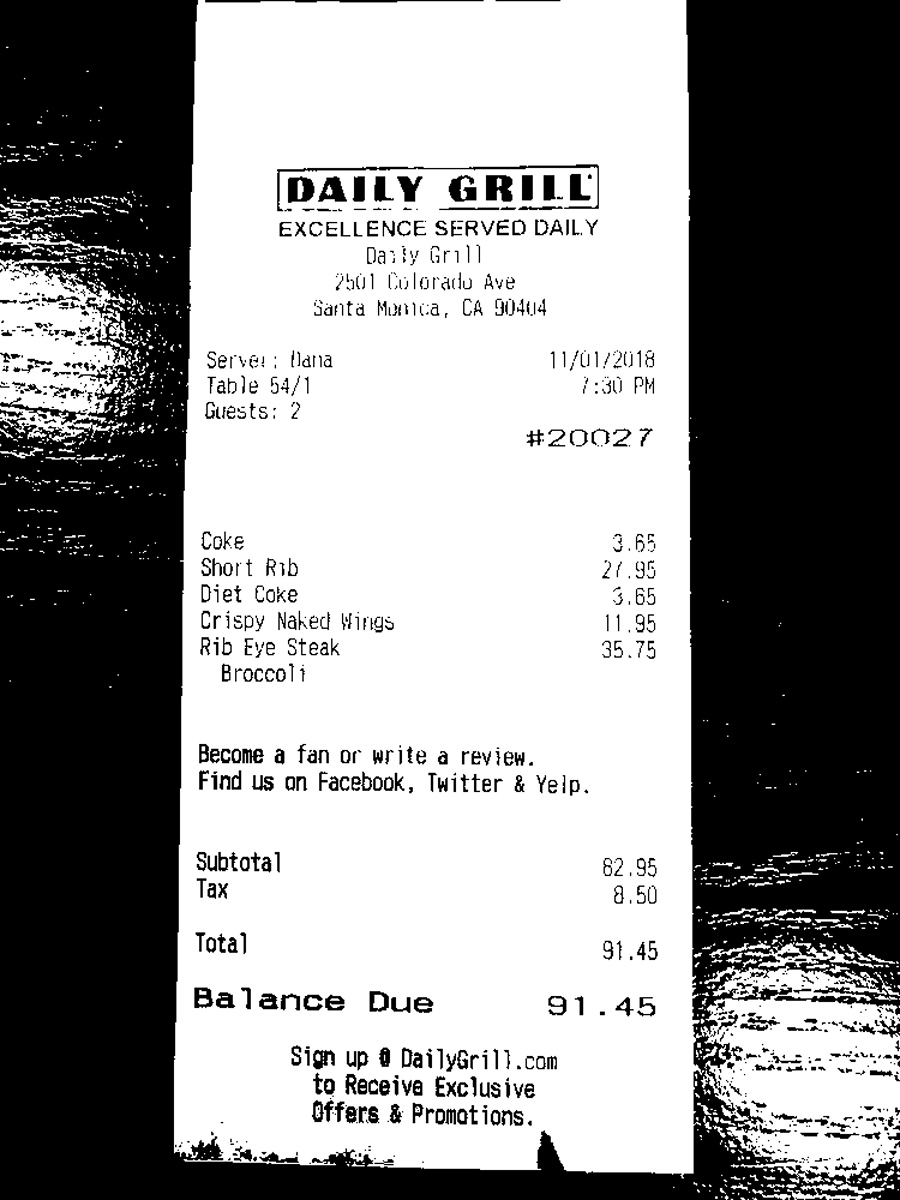 DAILY GRILL
EXCELLENCE SERVED DAILY
Daily Grill
2501 Colorado Ave
Santa Monica, CA 90404
Server: Dana 11/01/2018
Table 54/1 7:30 PM
Guests: 2
#20027
Coke 3.65
Short Rib 27.95
Diet Coke 3.65
Crispy Naked Wings 11.95
Rib Eye Steak 35.75
Broccoli
Become a fan or write a review.
Find us on Facebook, Twitter & Yelp.
Subtotal 82.95
Tax 8.50
Total 91.45
Balance Due 91.45
Sign up @ DailyGrill.com
to Receive Exclusive
Offers & Promotions.